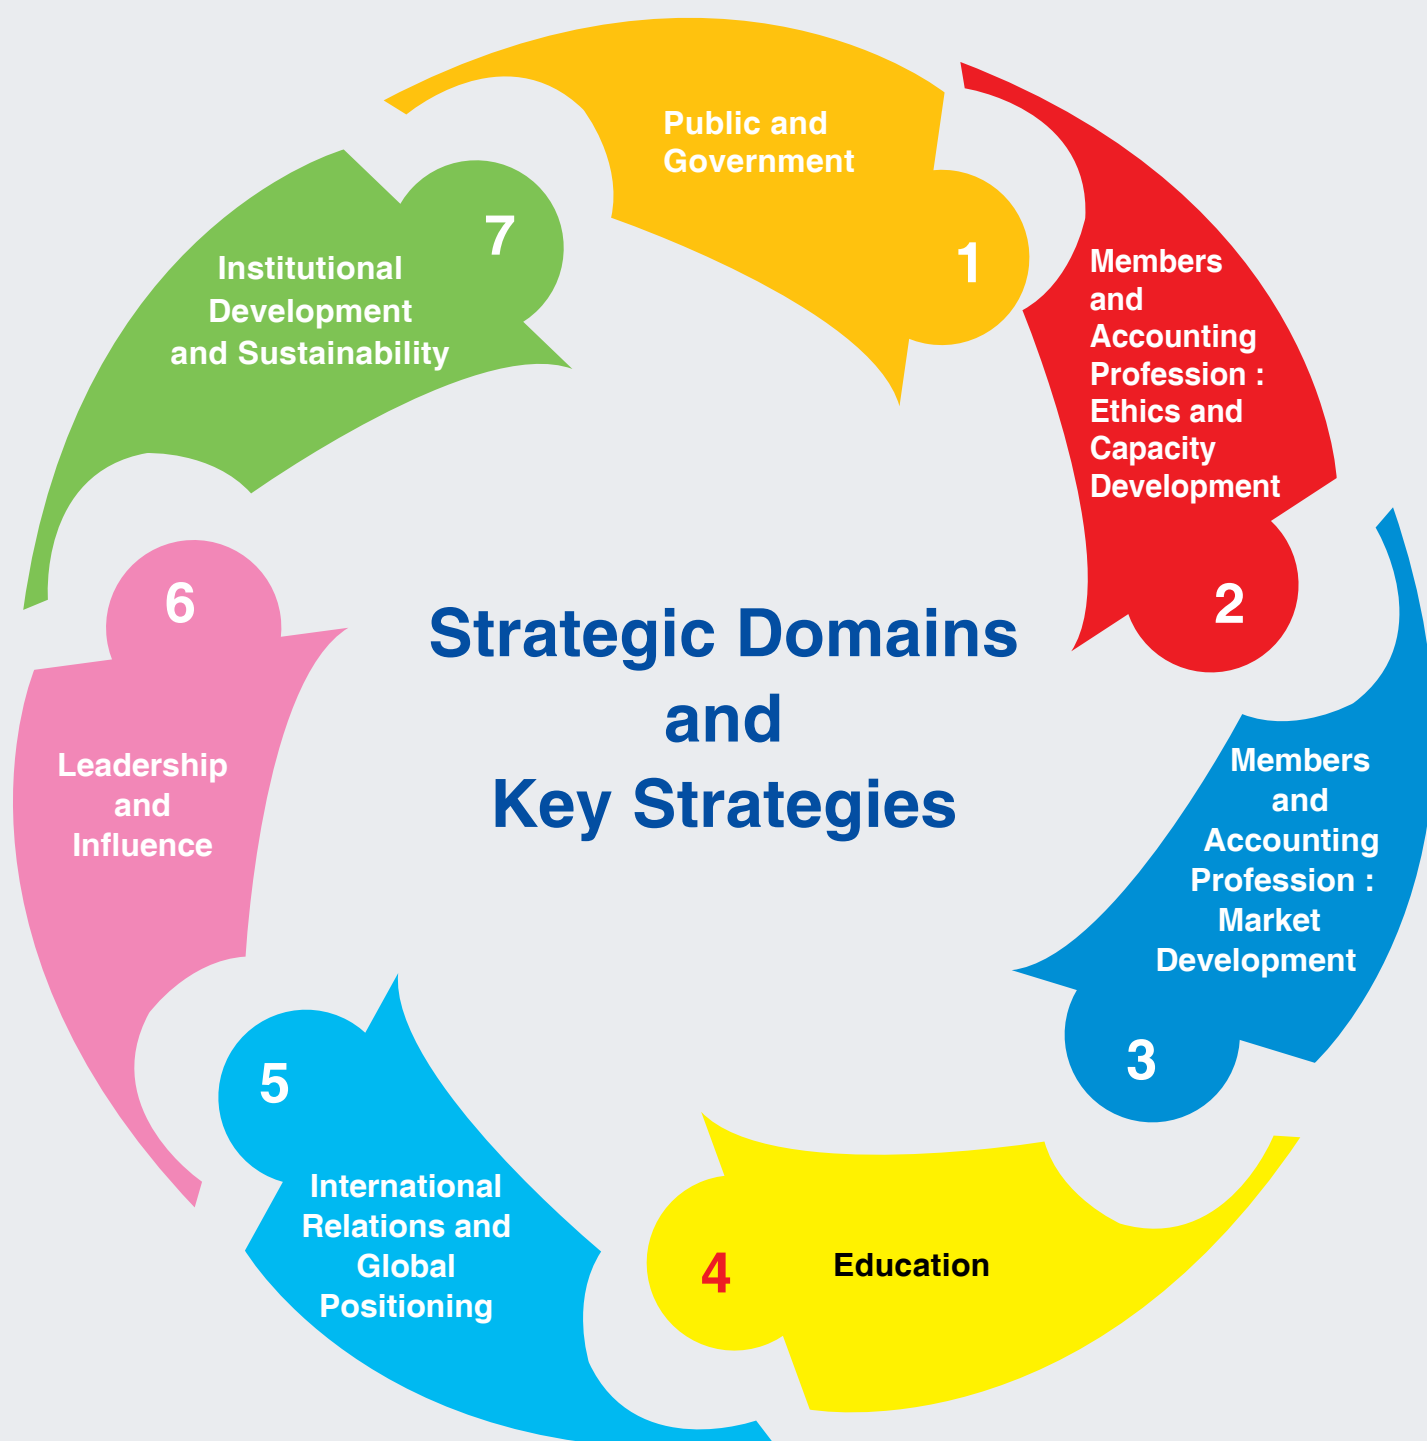 Public and
Government
1
Members
and
Accounting
Profession :
Ethics and
Capacity
Development
2
Members
and
Accounting
Profession :
Market
Development
3
Education
4
International
Relations and
Global
Positioning
5
Leadership
and
Influence
6
Institutional
Development
and Sustainability
7
Strategic Domains
and
Key Strategies